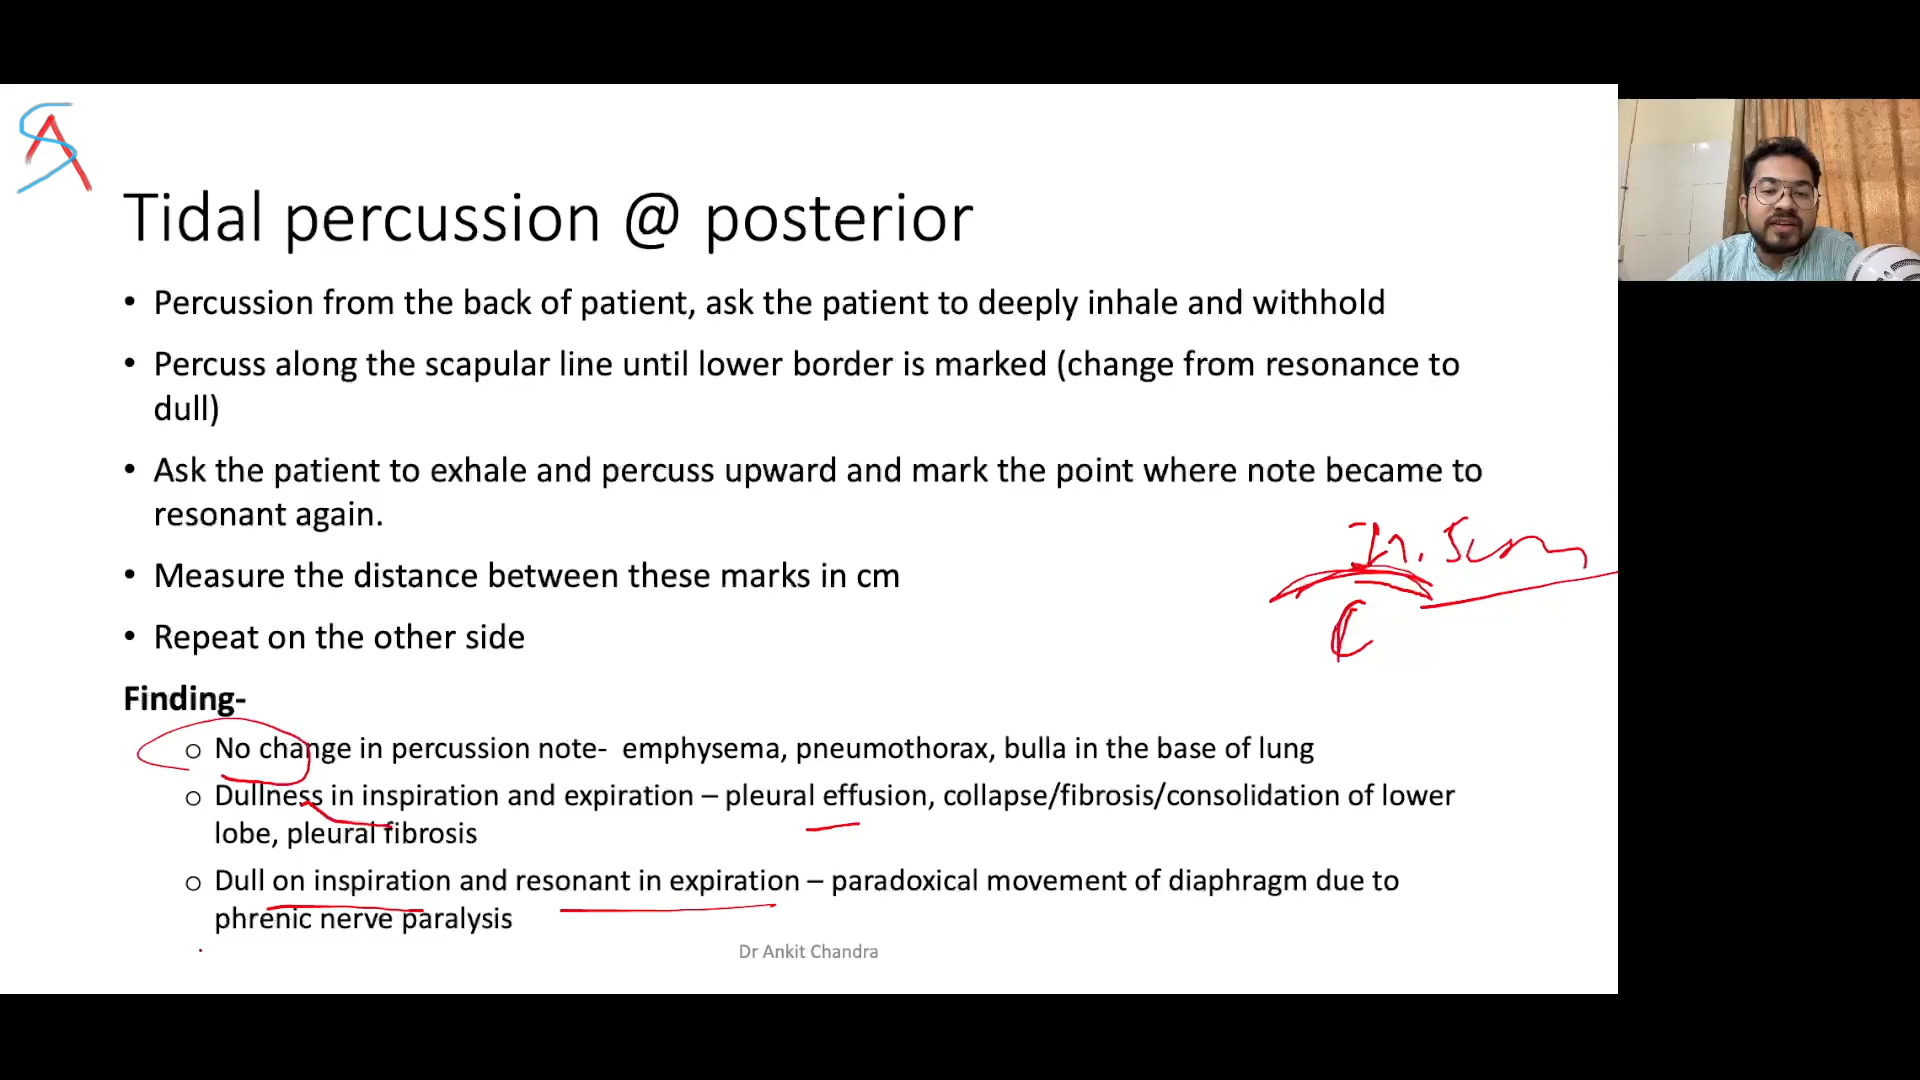 Tidal percussion @ posterior
• Percussion from the back of patient, ask the patient to deeply inhale and withhold
• Percuss along the scapular line until lower border is marked (change from resonance to
dull)
• Ask the patient to exhale and percuss upward and mark the point where note became to
resonant again.
• Measure the distance between these marks in cm
• Repeat on the other side
Finding-
o No change in percussion note- emphysema, pneumothorax, bulla in the base of lung
o Dullness in inspiration and expiration – pleural effusion, collapse/fibrosis/consolidation of lower
lobe, pleural fibrosis
o Dull on inspiration and resonant in expiration – paradoxical movement of diaphragm due to
phrenic nerve paralysis
Dr Ankit Chandra